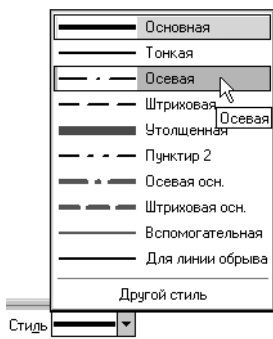 Основная
Тонкая
Осевая
Штриховая
Осевая
Утолщенная
Пунктир 2
Осевая осн.
Штриховая осн.
Вспомогательная
Для линии обрыва
Другой стиль
Стиль